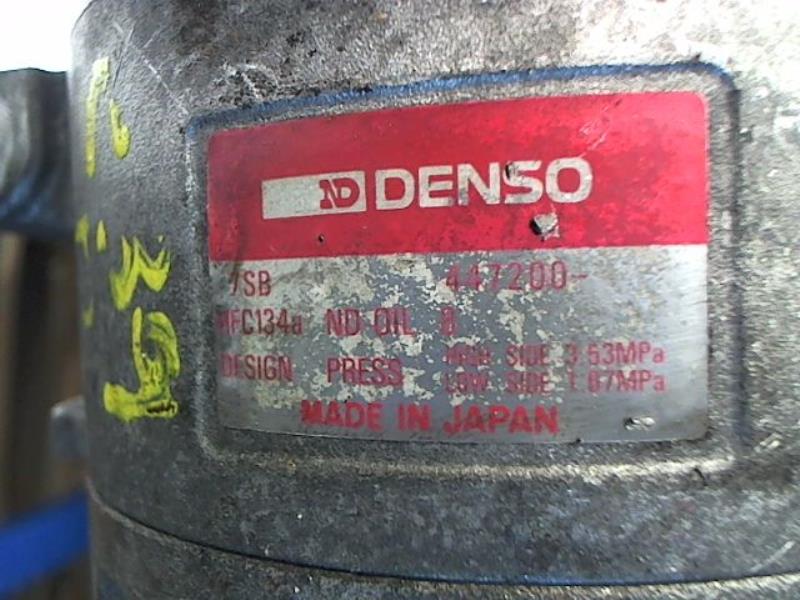 ND DENSO
7SB 447200-
HFC134a ND-OIL 8
DESIGN PRESS HIGH SIDE 3.53MPa
LOW SIDE 1.67MPa
MADE IN JAPAN